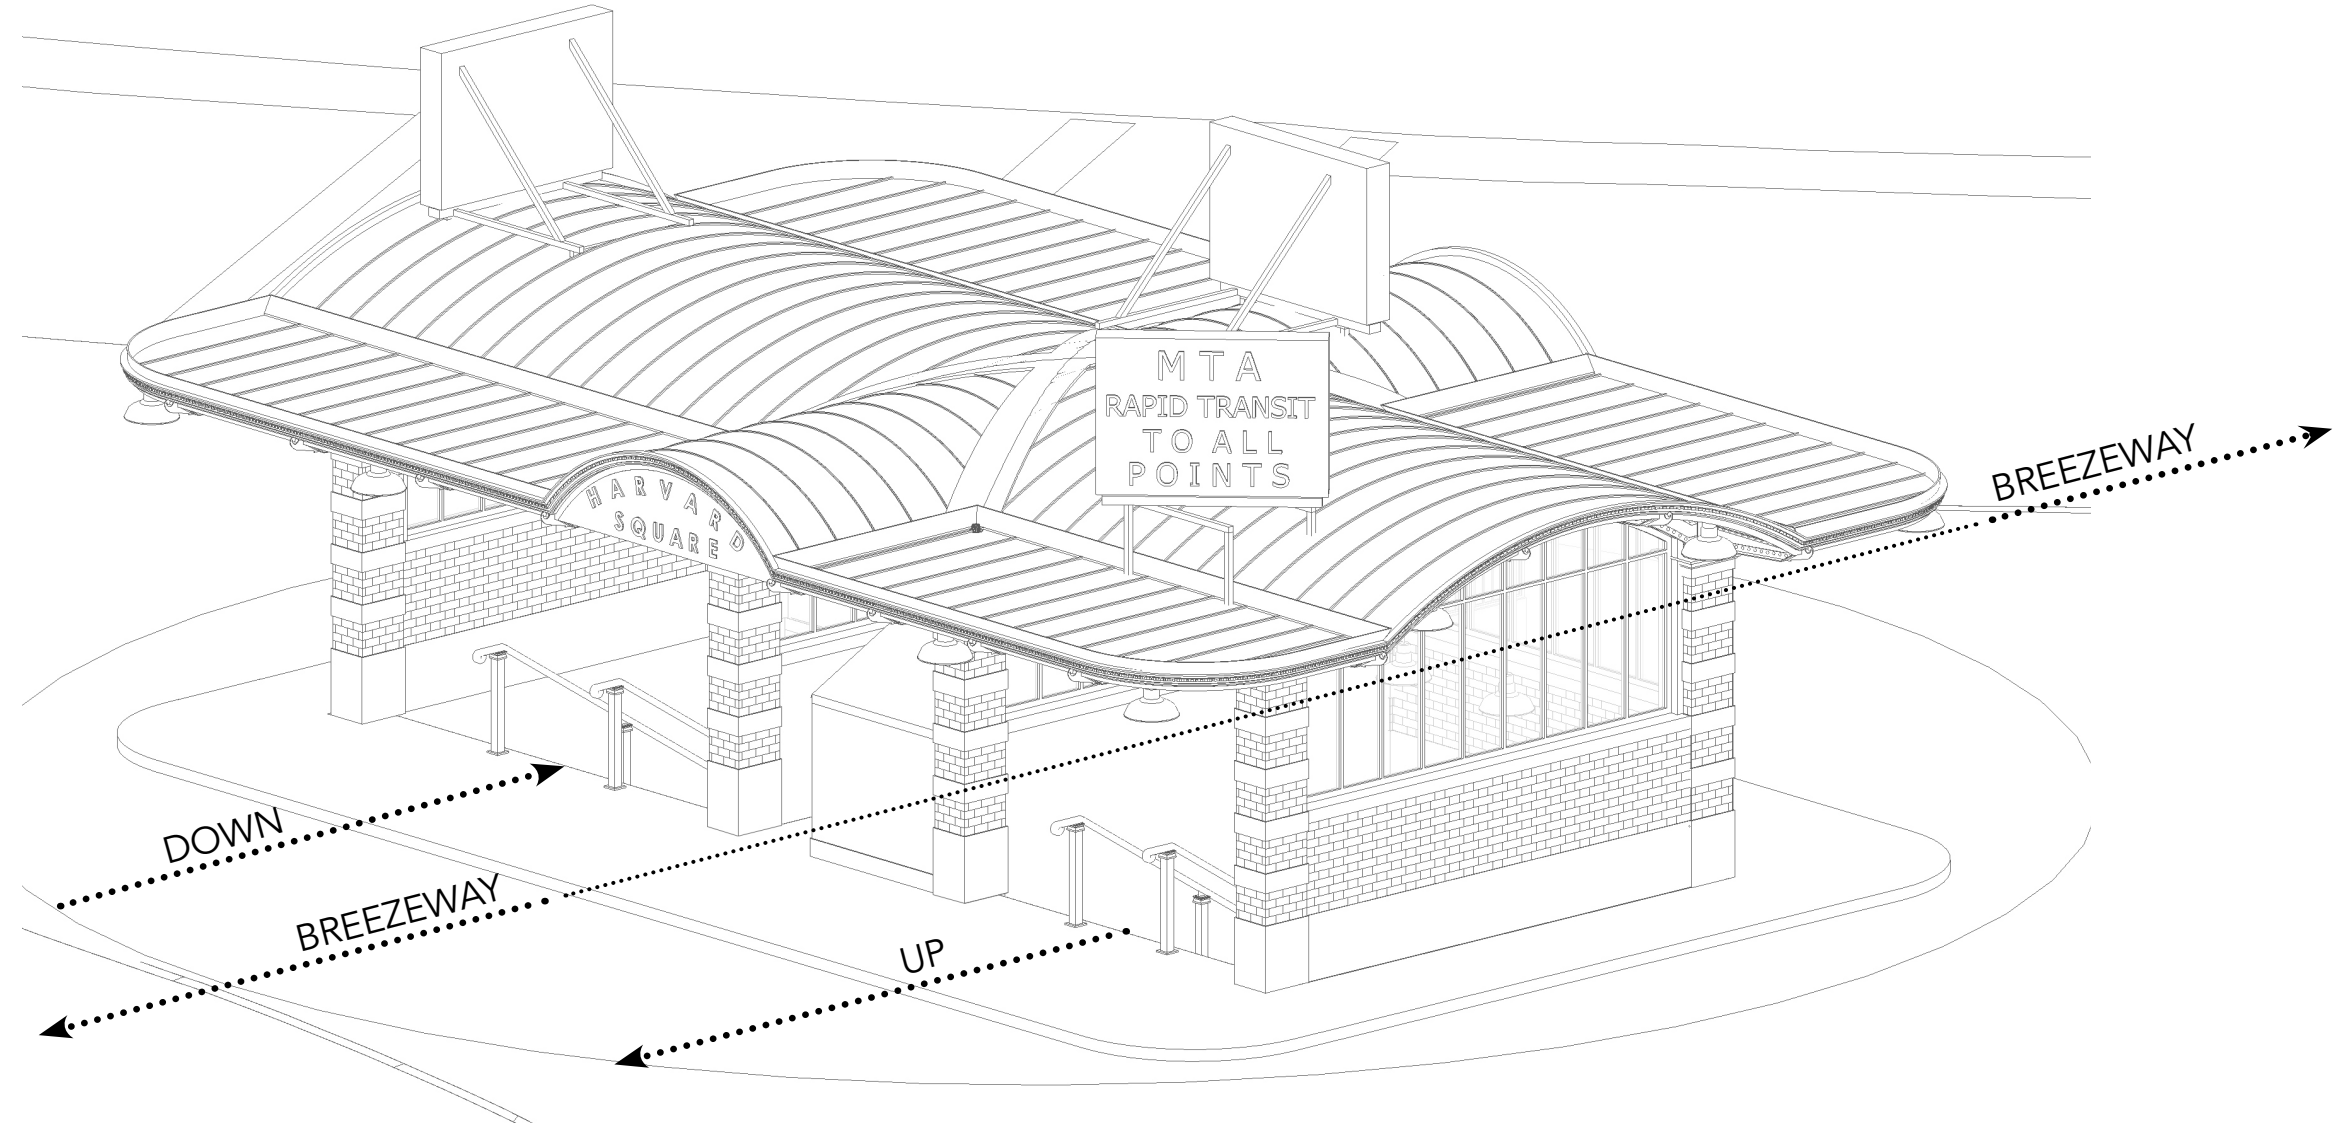 MTA
RAPID TRANSIT
TO ALL
POINTS
HARVARD
SQUARE
BREEZEWAY
DOWN
BREEZEWAY
UP